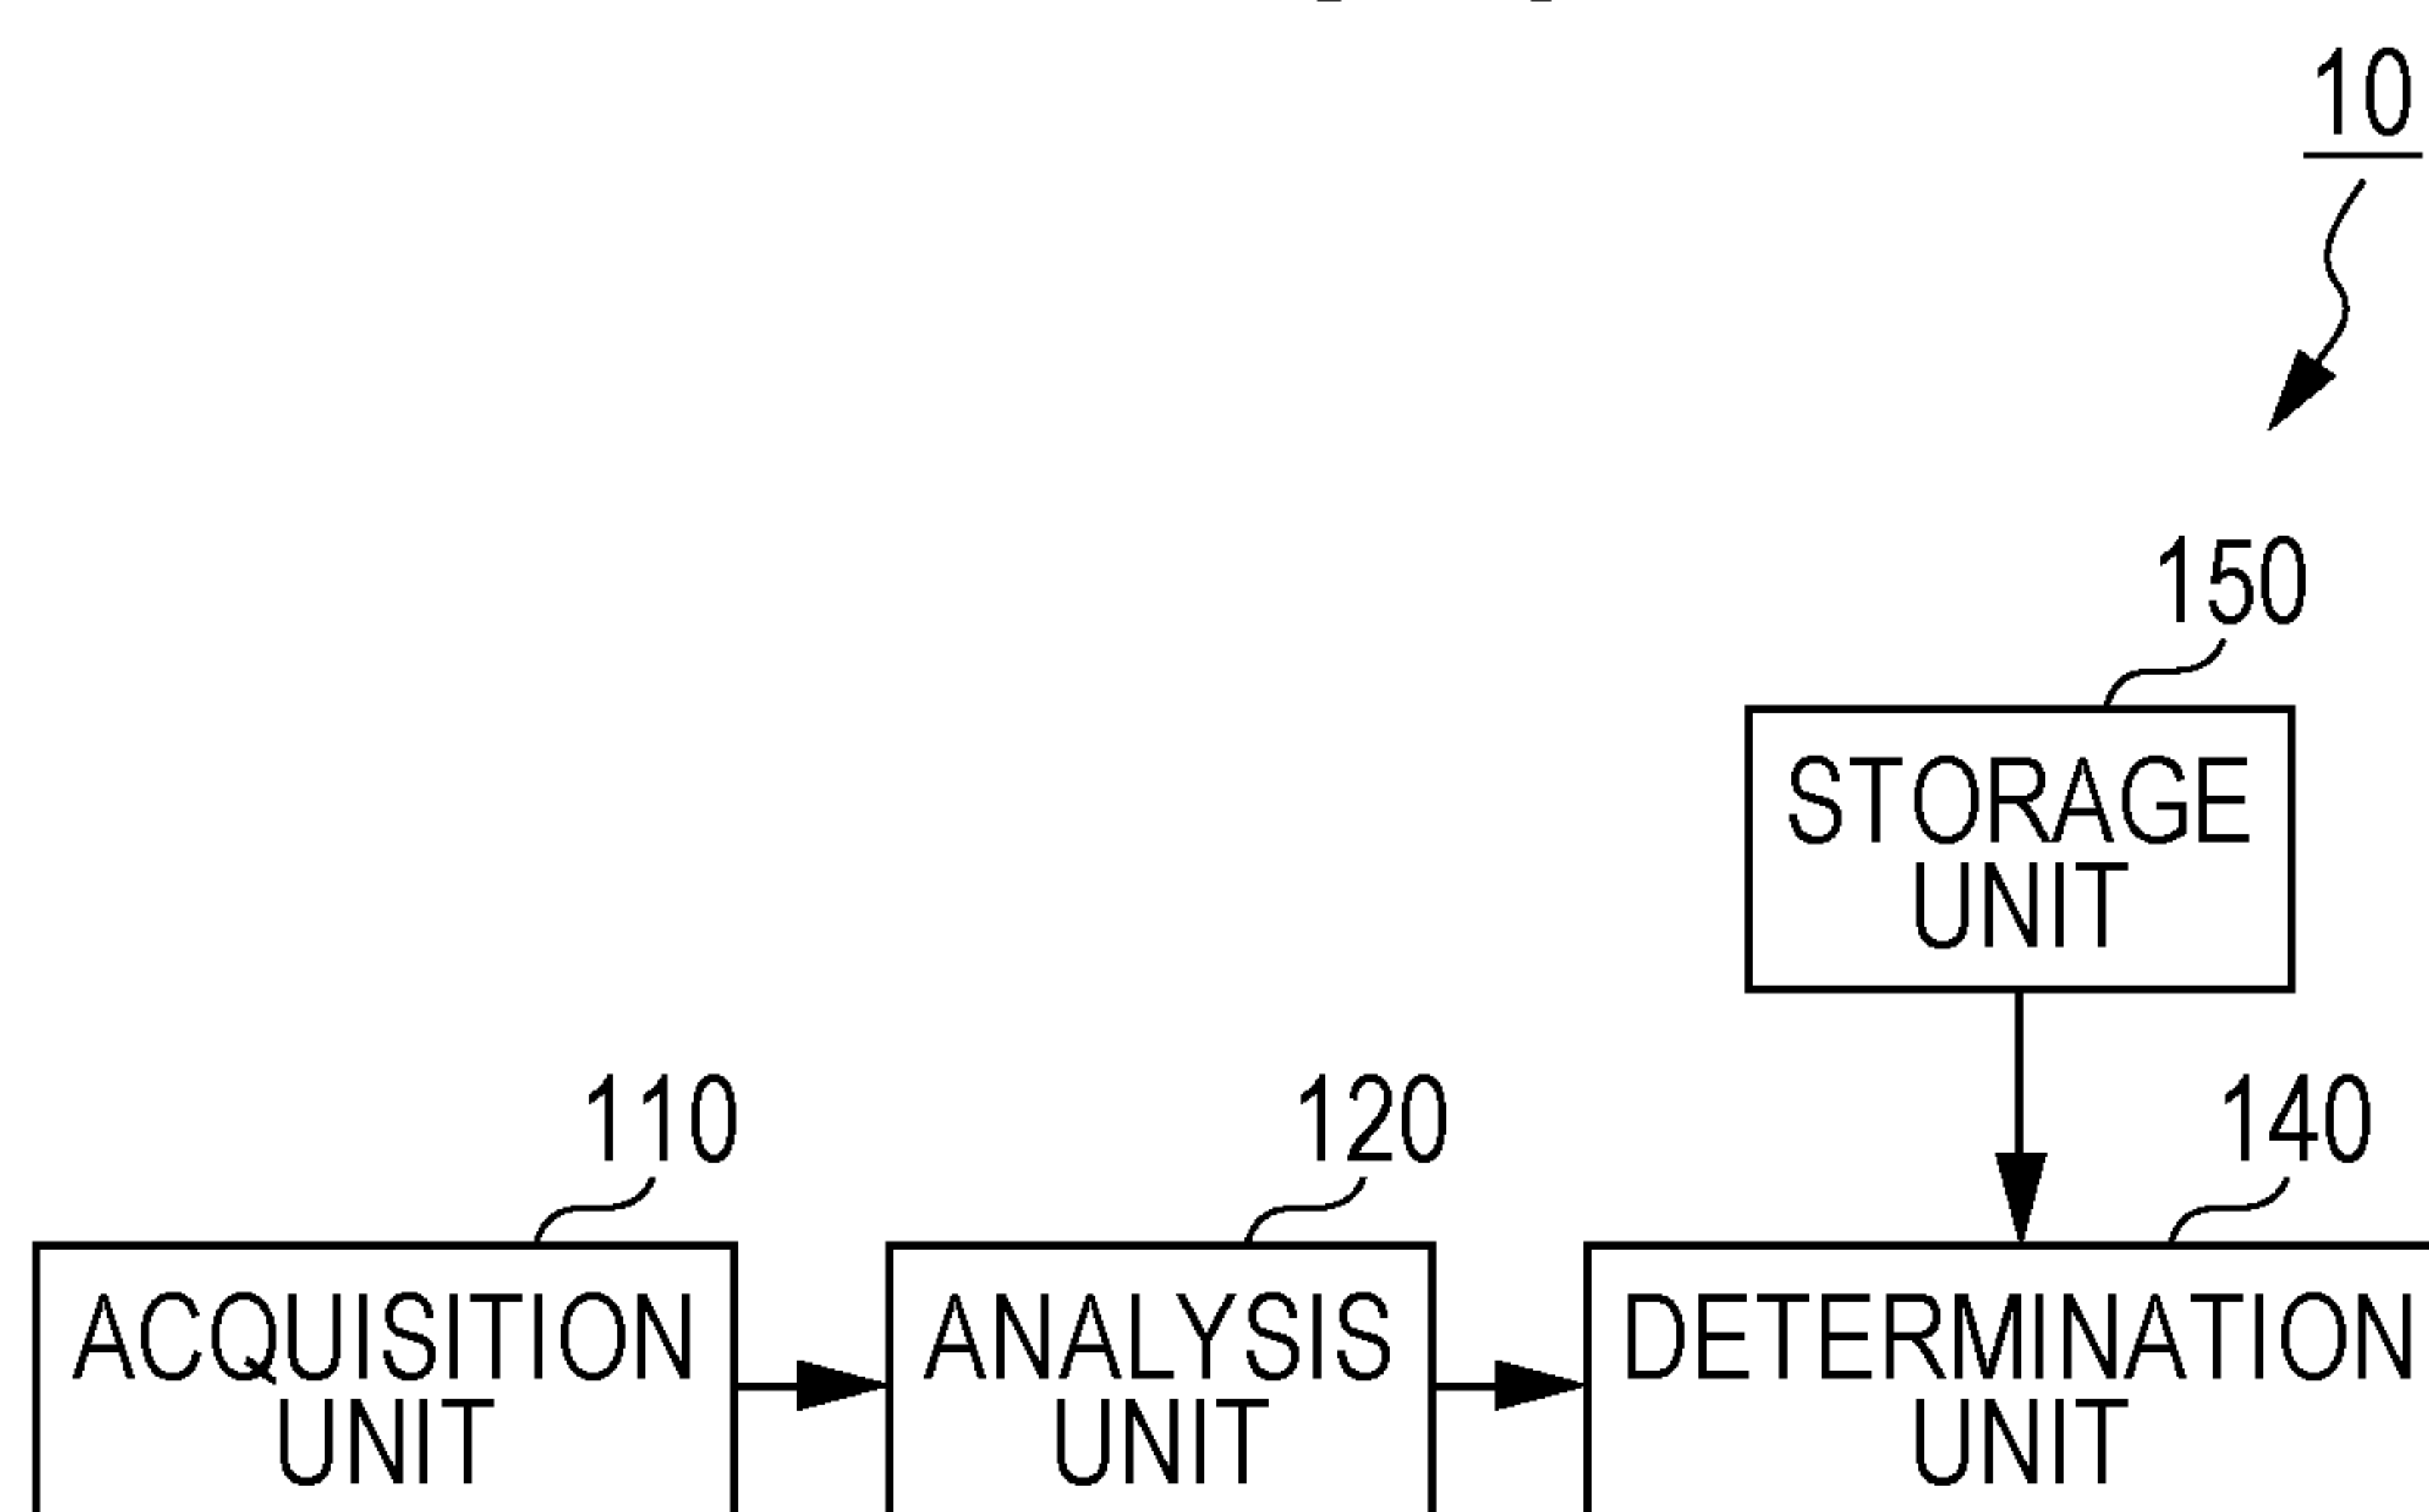 10
150
STORAGE
UNIT
110
120
140
ACQUISITION
UNIT
ANALYSIS
UNIT
DETERMINATION
UNIT